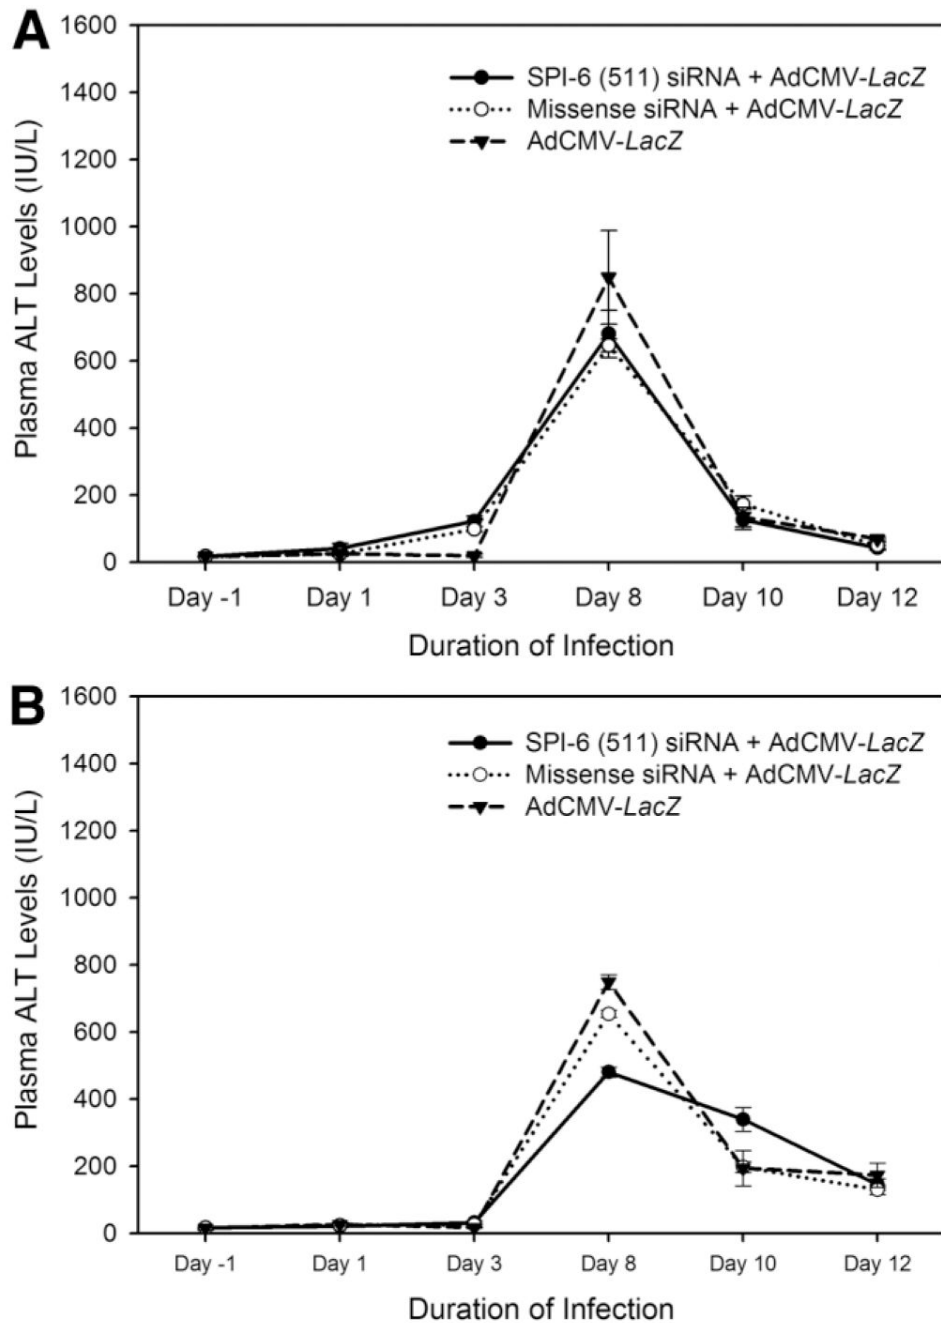 A
1600
1400
1200
1000
800
600
400
200
0
Plasma ALT Levels (IU/L)
SPI-6 (511) siRNA + AdCMV-LacZ
Missense siRNA + AdCMV-LacZ
AdCMV-LacZ
Day -1 Day 1 Day 3 Day 8 Day 10 Day 12
Duration of Infection
B
1600
1400
1200
1000
800
600
400
200
0
Plasma ALT Levels (IU/L)
SPI-6 (511) siRNA + AdCMV-LacZ
Missense siRNA + AdCMV-LacZ
AdCMV-LacZ
Day -1 Day 1 Day 3 Day 8 Day 10 Day 12
Duration of Infection